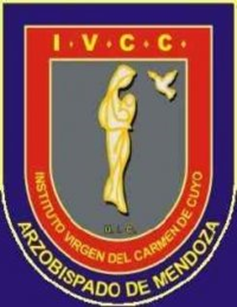 I.V.C.C.
U.I.C.
INSTITUTO VIRGEN DEL CARMEN DE CUYO
ARZOBISPADO DE MENDOZA